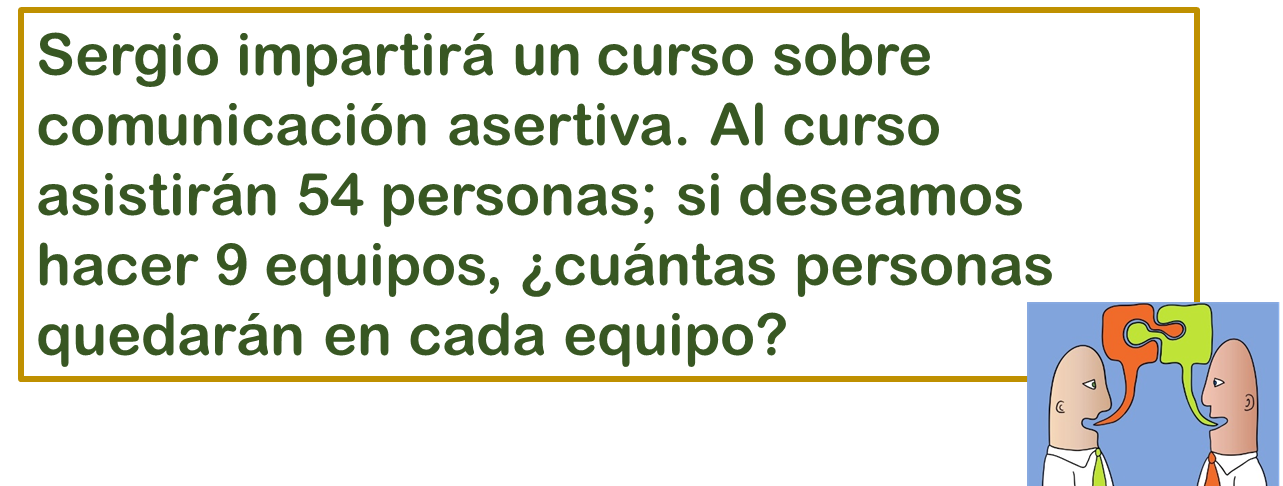 Sergio impartirá un curso sobre
comunicación asertiva. Al curso
asistirán 54 personas; si deseamos
hacer 9 equipos, ¿cuántas personas
quedarán en cada equipo?